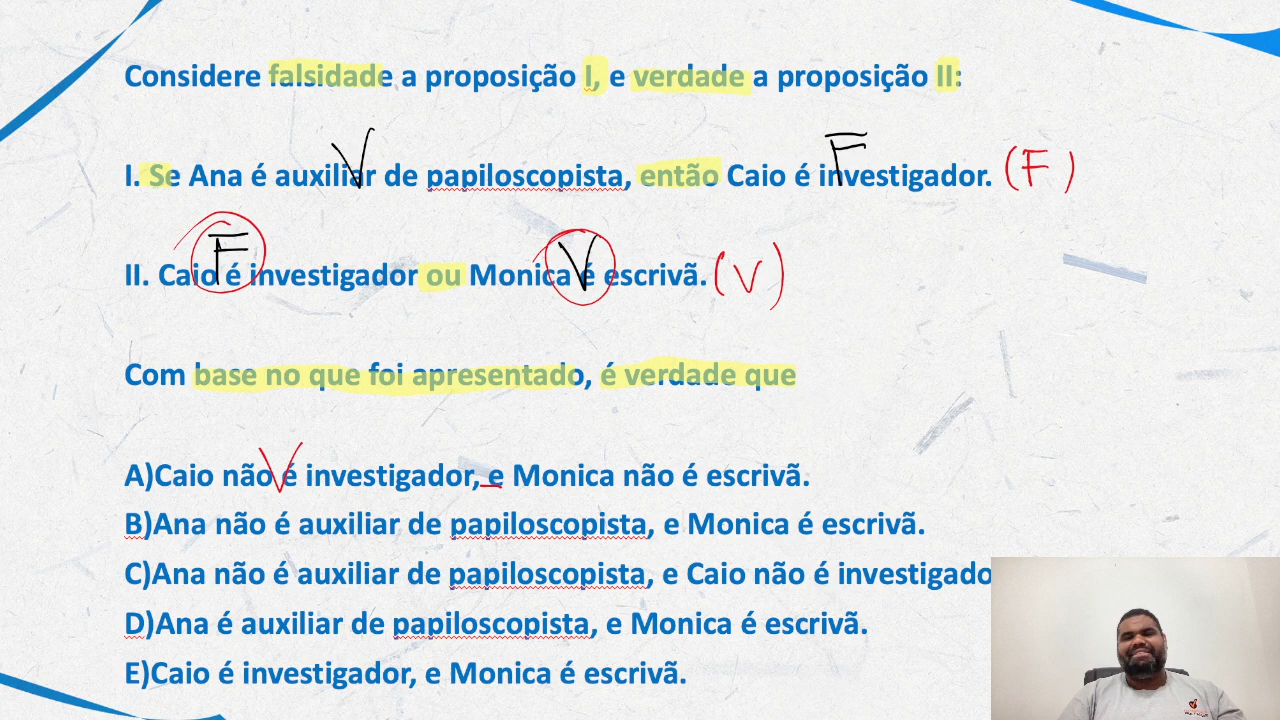 Considere falsidade a proposição I, e verdade a proposição II:
V F
I. Se Ana é auxiliar de papiloscopista, então Caio é investigador. (F)
F V
II. Caio é investigador ou Monica é escrivã. (V)
Com base no que foi apresentado, é verdade que
V
A)Caio não é investigador, e Monica não é escrivã.
B)Ana não é auxiliar de papiloscopista, e Monica é escrivã.
C)Ana não é auxiliar de papiloscopista, e Caio não é investigado
D)Ana é auxiliar de papiloscopista, e Monica é escrivã.
E)Caio é investigador, e Monica é escrivã.